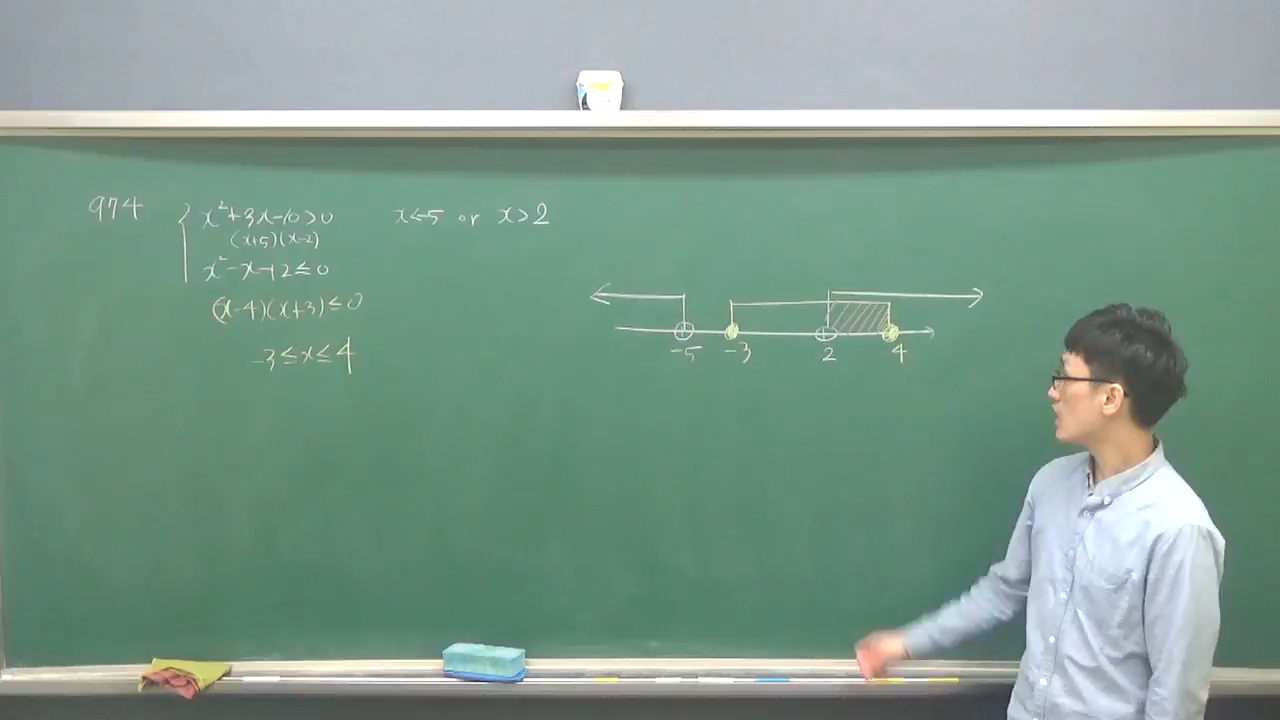 974 { x²+3x-10>0 x<-5 or x>2
(x+5)(x-2)
x²-x-12≤0
(x-4)(x+3)≤0
-3≤x≤4
-5 -3 2 4